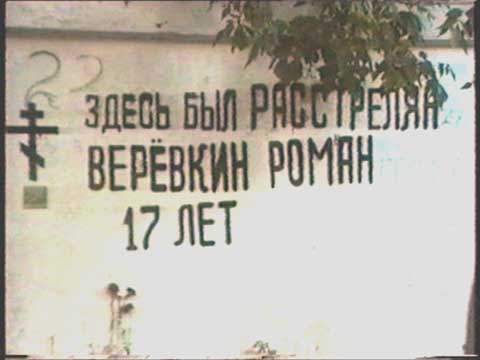 ЗДЕСЬ БЫЛ РАССТРЕЛЯН
ВЕРЁВКИН РОМАН
17 ЛЕТ